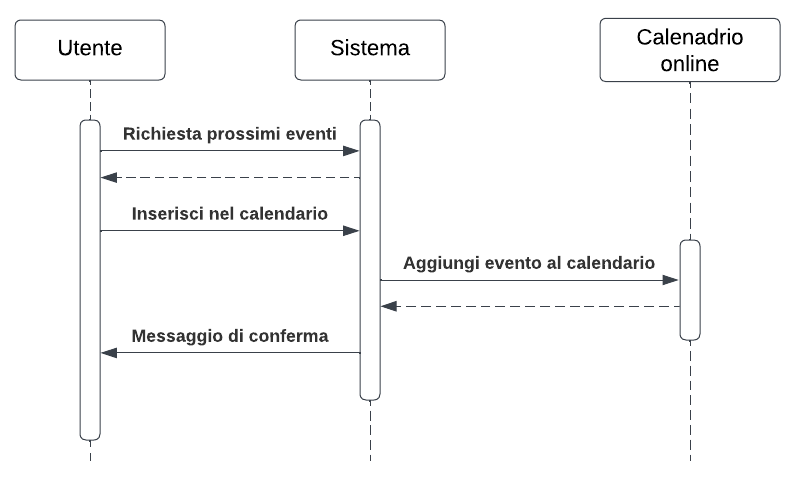 Utente
Sistema
Calenadrio
online
Richiesta prossimi eventi
Inserisci nel calendario
Aggiungi evento al calendario
Messaggio di conferma